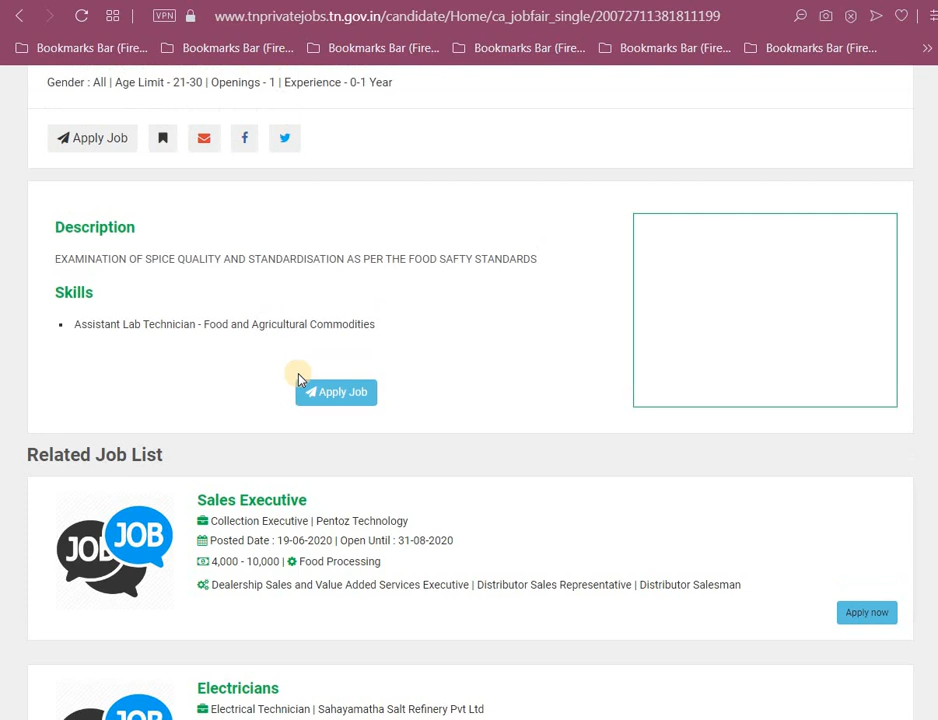 VPN www.tnprivatejobs.tn.gov.in/candidate/Home/ca_jobfair_single/20072711381811199
Bookmarks Bar (Fire... Bookmarks Bar (Fire... Bookmarks Bar (Fire... Bookmarks Bar (Fire... Bookmarks Bar (Fire... Bookmarks Bar (Fire... »
Gender : All | Age Limit - 21-30 | Openings - 1 | Experience - 0-1 Year
Apply Job
Description
EXAMINATION OF SPICE QUALITY AND STANDARDISATION AS PER THE FOOD SAFTY STANDARDS
Skills
Assistant Lab Technician - Food and Agricultural Commodities
Apply Job
Related Job List
JOB JOB
Sales Executive
Collection Executive | Pentoz Technology
Posted Date : 19-06-2020 | Open Until : 31-08-2020
4,000 - 10,000 | Food Processing
Dealership Sales and Value Added Services Executive | Distributor Sales Representative | Distributor Salesman
Apply now
JOB
Electricians
Electrical Technician | Sahayamatha Salt Refinery Pvt Ltd